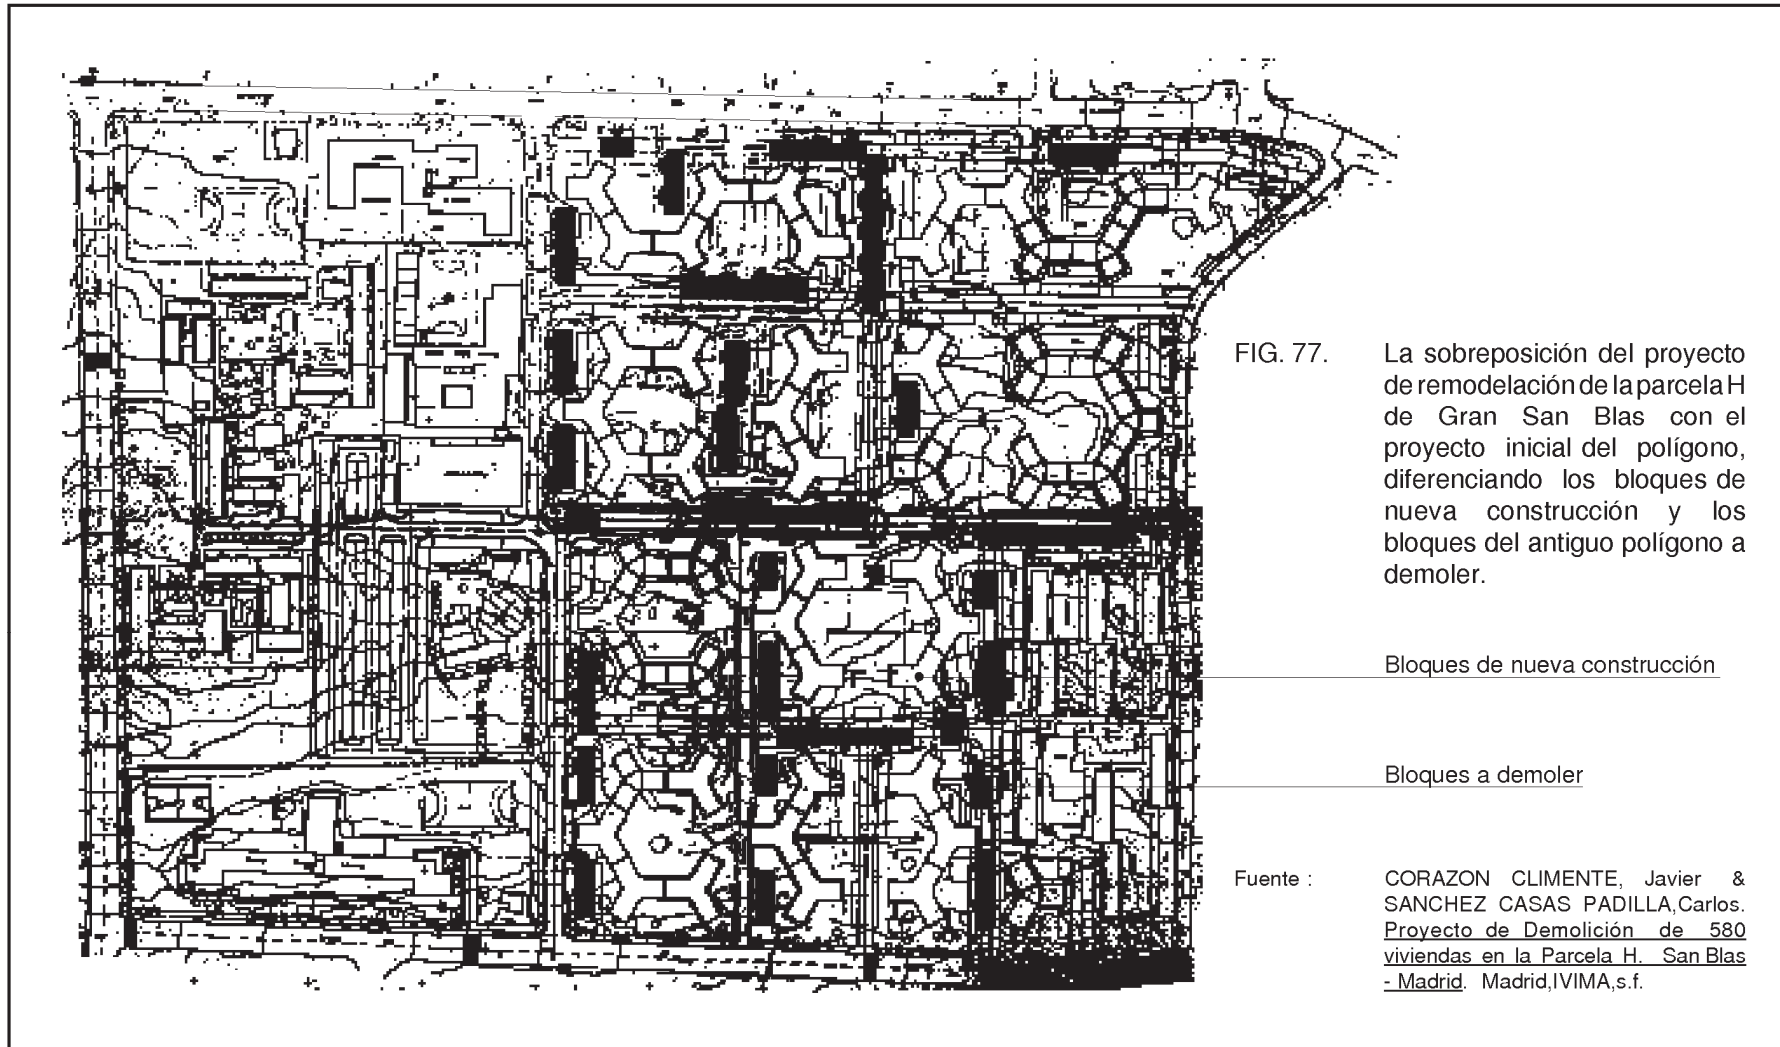 FIG. 77.
La sobreposición del proyecto
de remodelación de la parcela H
de Gran San Blas con el
proyecto inicial del polígono,
diferenciando los bloques de
nueva construcción y los
bloques del antiguo polígono a
demoler.
Bloques de nueva construcción
Bloques a demoler
Fuente :
CORAZON CLIMENTE, Javier &
SANCHEZ CASAS PADILLA,Carlos.
Proyecto de Demolición de 580
viviendas en la Parcela H. San Blas
- Madrid. Madrid,IVIMA,s.f.